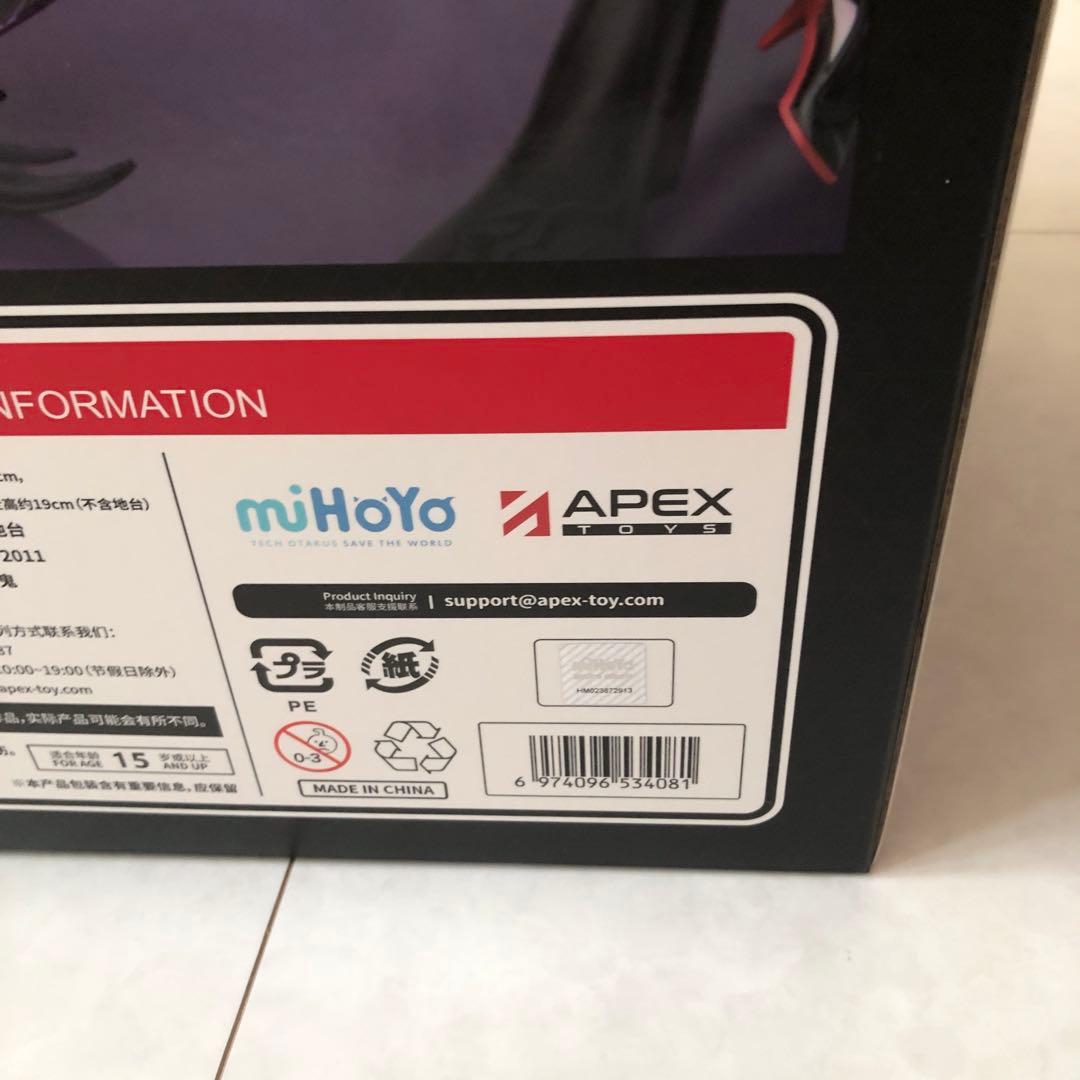 NFORMATION
cm,
高约19cm(不含地台)
地台
2011
鬼
列方式联系我们:
37
10:00~19:00(节假日除外)
apex-toy.com
样品,实际产品可能会有所不同。
适合年龄
FOR AGE 15 岁或以上
AND UP
※本产品包装含有重要信息,应保留
miHoYo
TECH OTAKUS SAVE THE WORLD
APEX
TOYS
Product Inquiry
本制品客服支援联系 | support@apex-toy.com
プラ
PE
紙
miHoYo
HM023872913
0-3
MADE IN CHINA
6 974096 534081